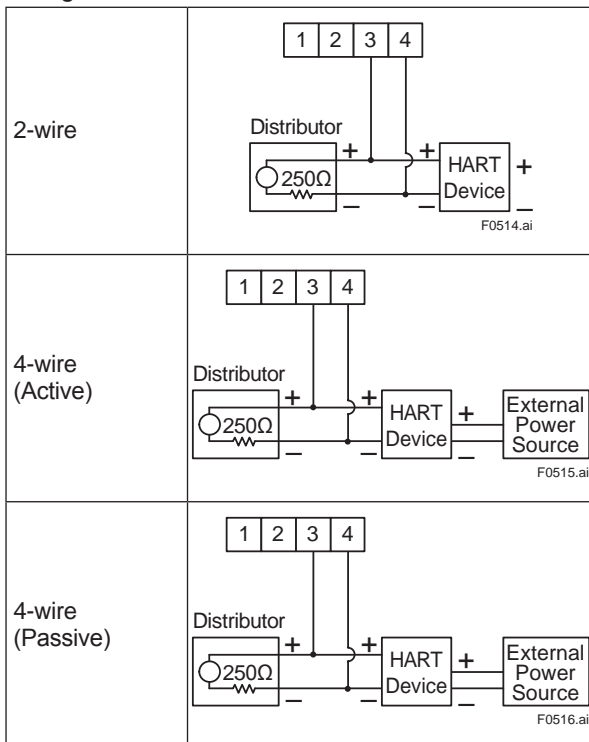 1 2 3 4
2-wire
Distributor
+ + HART +
250Ω
Device
− − −
F0514.ai
1 2 3 4
4-wire
(Active)
Distributor
+ + HART + External
250Ω Power
Device Source
− − −
F0515.ai
1 2 3 4
4-wire
(Passive)
Distributor
+ + HART + External
250Ω Power
Device Source
− − −
F0516.ai